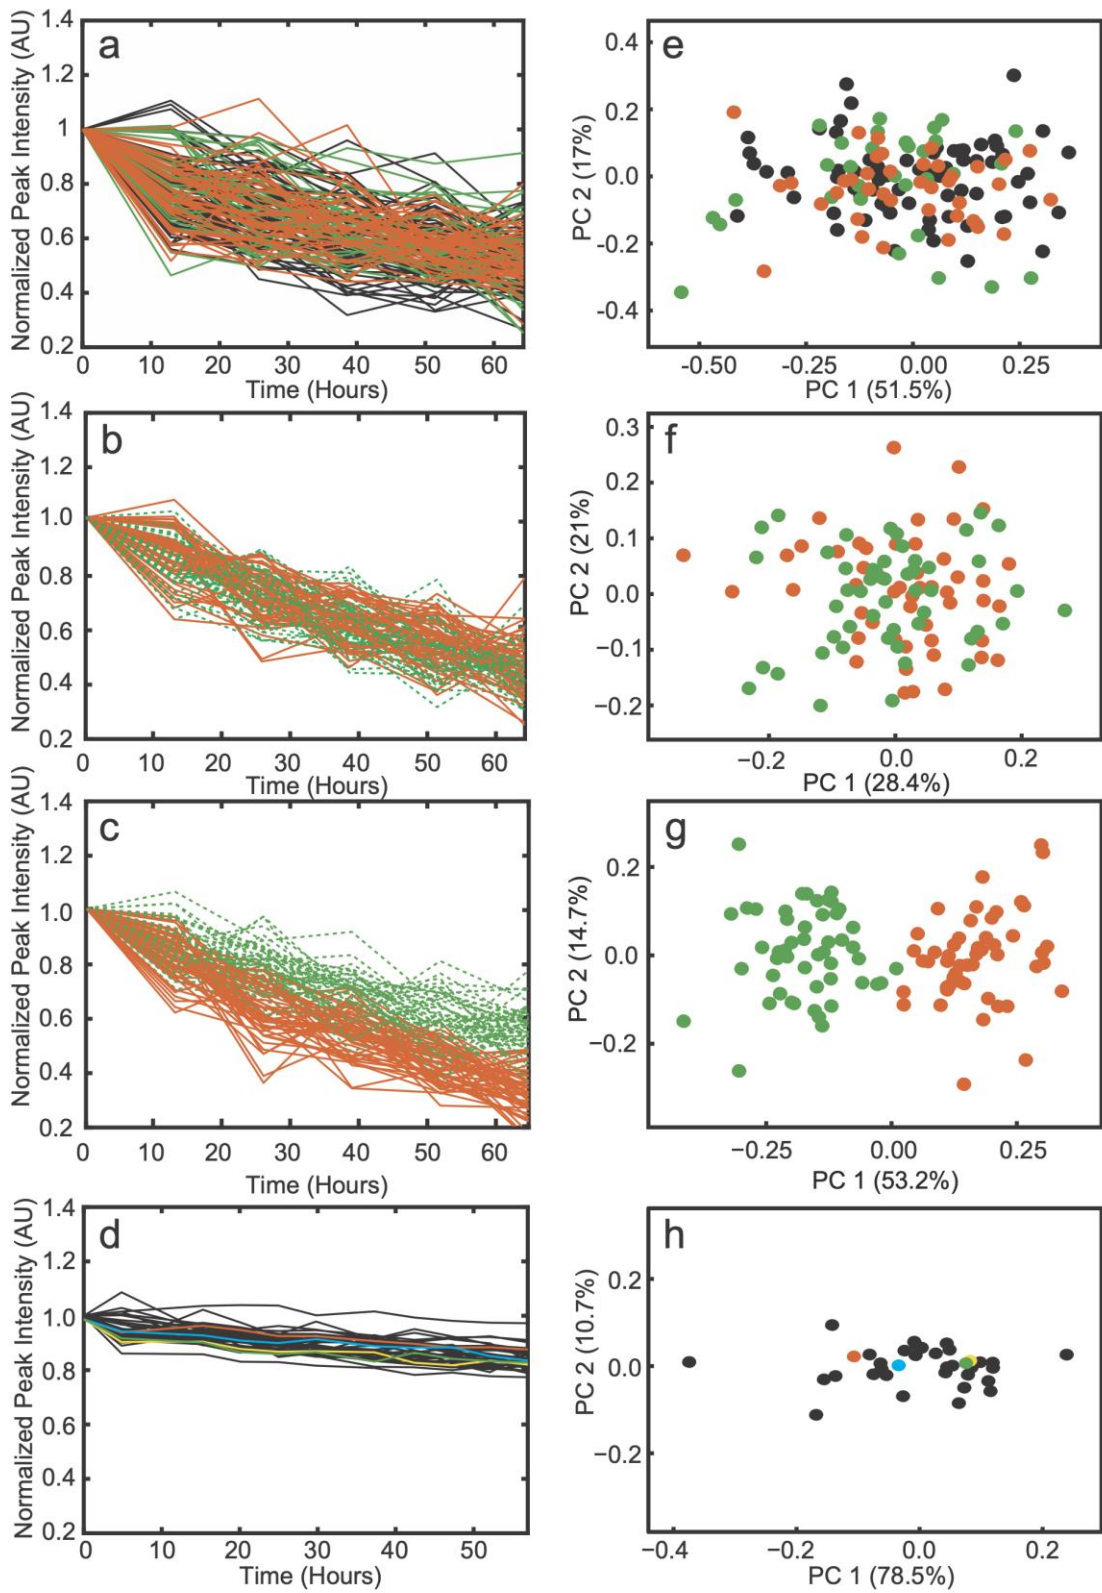 a
Normalized Peak Intensity (AU)
1.4
1.2
1
0.8
0.6
0.4
0.2
0 10 20 30 40 50 60
Time (Hours)
e
PC 2 (17%)
0.4
0.2
0.0
-0.2
-0.4
-0.50 -0.25 0.00 0.25
PC 1 (51.5%)
b
Normalized Peak Intensity (AU)
1.4
1.2
1.0
0.8
0.6
0.4
0.2
0 10 20 30 40 50 60
Time (Hours)
f
PC 2 (21%)
0.3
0.2
0.1
0.0
−0.1
−0.2
−0.2 0.0 0.2
PC 1 (28.4%)
c
Normalized Peak Intensity (AU)
1.4
1.2
1.0
0.8
0.6
0.4
0.2
0 10 20 30 40 50 60
Time (Hours)
g
PC 2 (14.7%)
0.2
0.0
−0.2
−0.25 0.00 0.25
PC 1 (53.2%)
d
Normalized Peak Intensity (AU)
1.4
1.2
1.0
0.8
0.6
0.4
0.2
0 10 20 30 40 50
Time (Hours)
h
PC 2 (10.7%)
0.2
0.0
−0.2
−0.4 −0.2 0.0 0.2
PC 1 (78.5%)